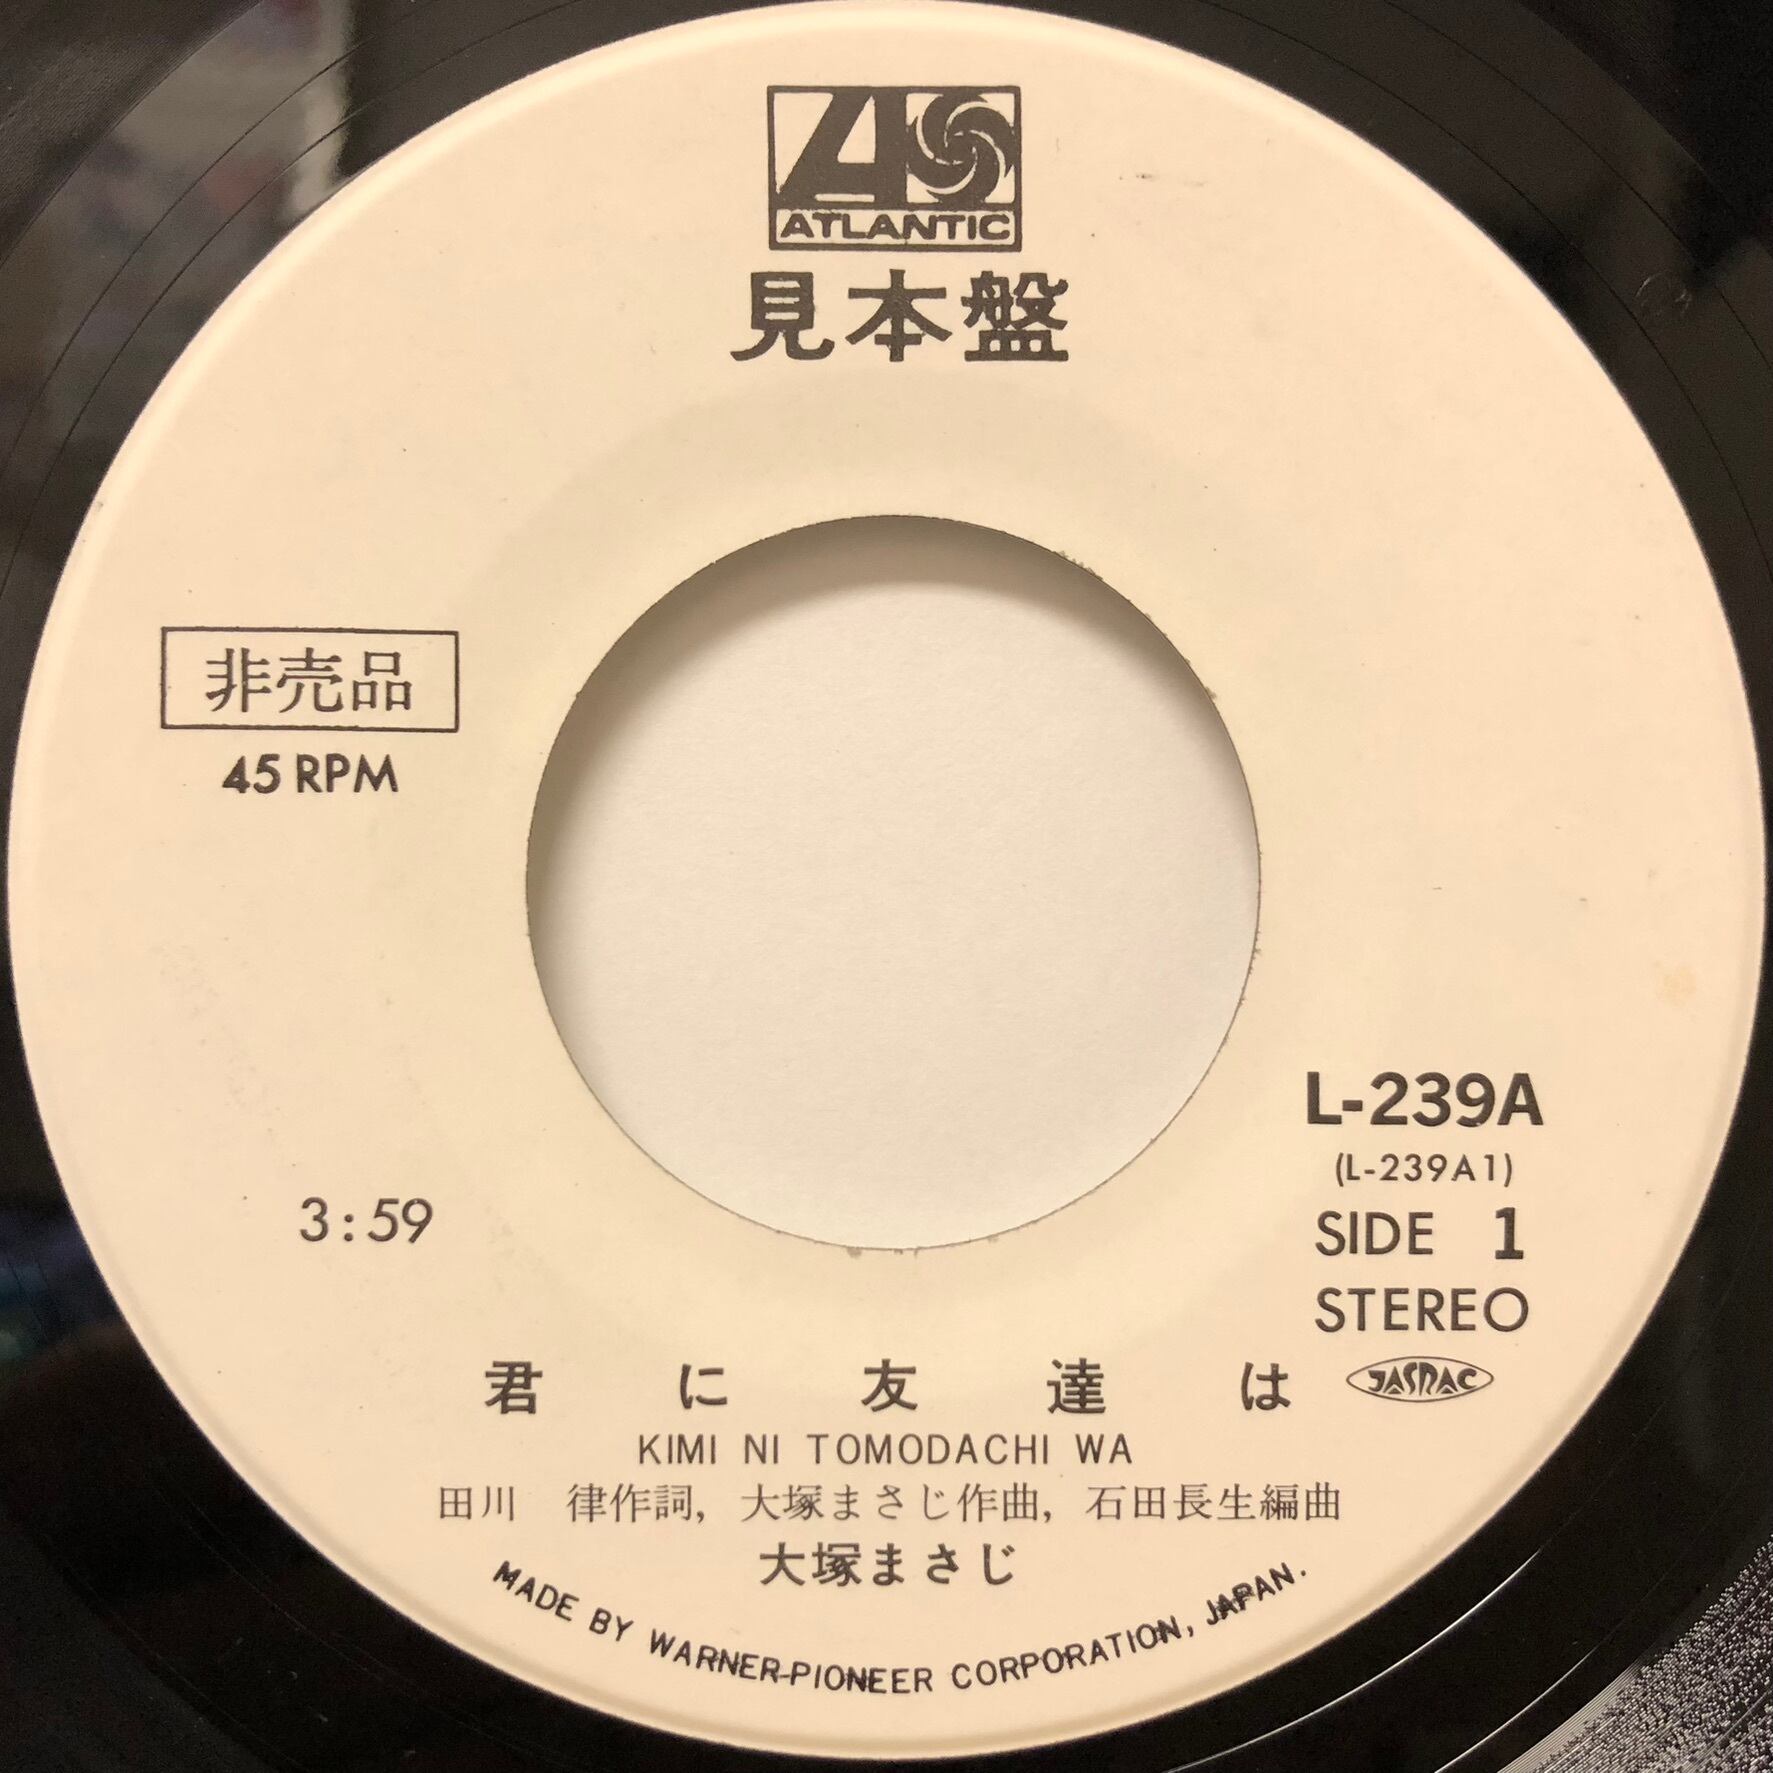 ATLANTIC
見本盤
非売品
45 RPM
L-239A
(L-239A1)
3:59
SIDE 1
STEREO
君に友達は
JASRAC
KIMI NI TOMODACHI WA
田川 律作詞, 大塚まさじ作曲, 石田長生編曲
大塚まさじ
MADE BY WARNER-PIONEER CORPORATION, JAPAN.